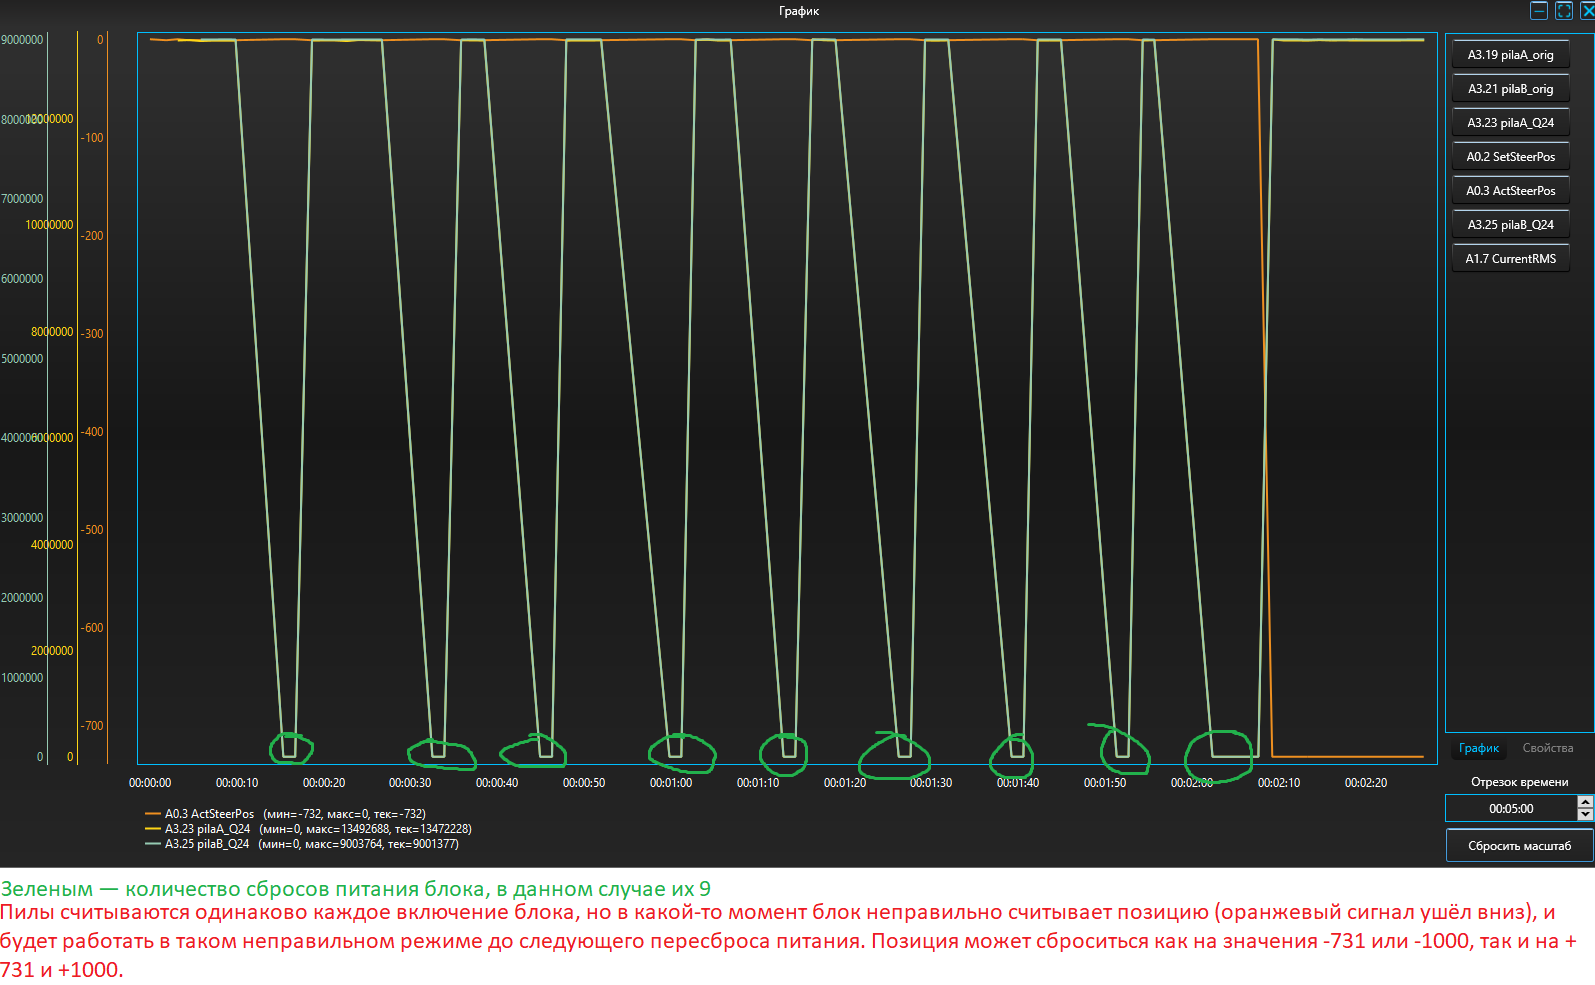 График
9000000
8000000
7000000
6000000
5000000
4000000
3000000
2000000
1000000
0
12000000
10000000
8000000
6000000
4000000
2000000
0
0
-100
-200
-300
-400
-500
-600
-700
00:00:00 00:00:10 00:00:20 00:00:30 00:00:40 00:00:50 00:01:00 00:01:10 00:01:20 00:01:30 00:01:40 00:01:50 00:02:00 00:02:10 00:02:20
A0.3 ActSteerPos (мин=-732, макс=0, тек=-732)
A3.23 pilaA_Q24 (мин=0, макс=13492688, тек=13472228)
A3.25 pilaB_Q24 (мин=0, макс=9003764, тек=9001377)
A3.19 pilaA_orig
A3.21 pilaB_orig
A3.23 pilaA_Q24
A0.2 SetSteerPos
A0.3 ActSteerPos
A3.25 pilaB_Q24
A1.7 CurrentRMS
График Свойства
Отрезок времени
00:05:00
Сбросить масштаб
Зеленым — количество сбросов питания блока, в данном случае их 9
Пилы считываются одинаково каждое включение блока, но в какой-то момент блок неправильно считывает позицию (оранжевый сигнал ушёл вниз), и
будет работать в таком неправильном режиме до следующего пересброса питания. Позиция может сброситься как на значения -731 или -1000, так и на +
731 и +1000.